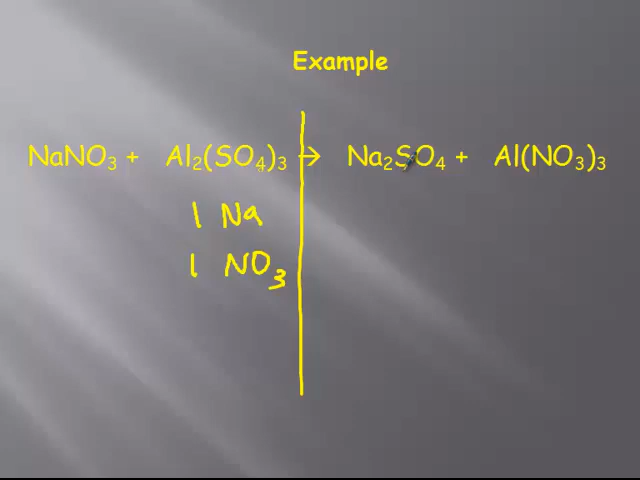 Example
NaNO₃ + Al₂(SO₄)₃ → Na₂SO₄ + Al(NO₃)₃
1 Na
1 NO₃